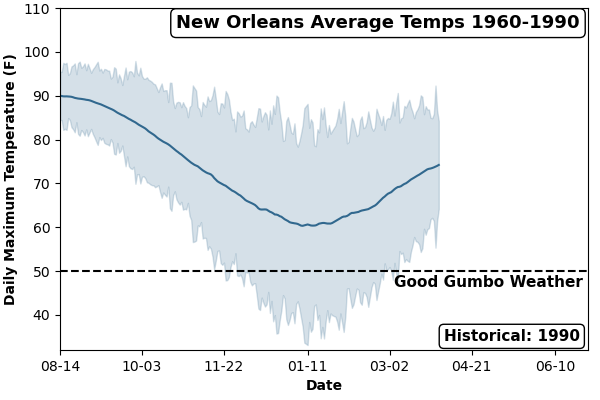 New Orleans Average Temps 1960-1990
Daily Maximum Temperature (F)
110
100
90
80
70
60
50
40
Good Gumbo Weather
Historical: 1990
08-14 10-03 11-22 01-11 03-02 04-21 06-10
Date